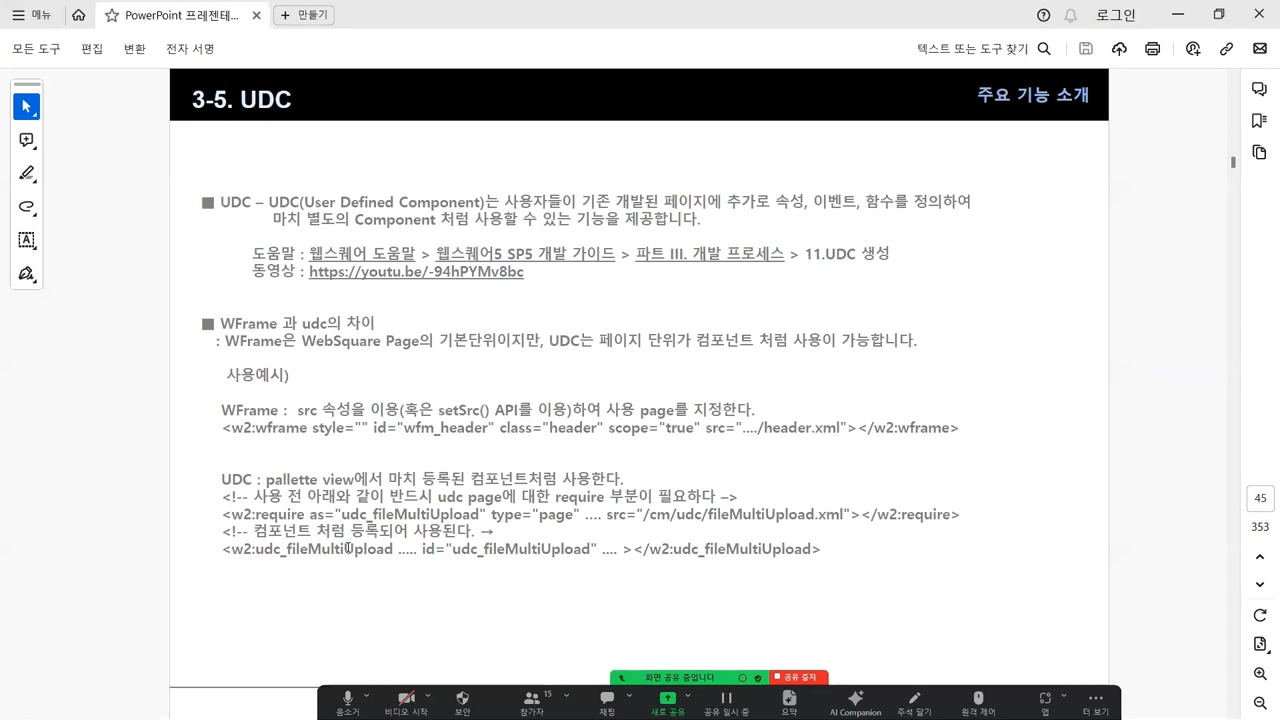 메뉴
PowerPoint 프레젠테...
만들기
로그인
모든 도구 편집 변환 전자 서명
텍스트 또는 도구 찾기
3-5. UDC
주요 기능 소개
■ UDC – UDC(User Defined Component)는 사용자들이 기존 개발된 페이지에 추가로 속성, 이벤트, 함수를 정의하여
마치 별도의 Component 처럼 사용할 수 있는 기능을 제공합니다.
도움말 : 웹스퀘어 도움말 > 웹스퀘어5 SP5 개발 가이드 > 파트 III. 개발 프로세스 > 11.UDC 생성
동영상 : https://youtu.be/-94hPYMv8bc
■ WFrame 과 udc의 차이
: WFrame은 WebSquare Page의 기본단위이지만, UDC는 페이지 단위가 컴포넌트 처럼 사용이 가능합니다.
사용예시)
WFrame : src 속성을 이용(혹은 setSrc() API를 이용)하여 사용 page를 지정한다.
<w2:wframe style="" id="wfm_header" class="header" scope="true" src="..../header.xml"></w2:wframe>
UDC : pallette view에서 마치 등록된 컴포넌트처럼 사용한다.
<!-- 사용 전 아래와 같이 반드시 udc page에 대한 require 부분이 필요하다 –>
<w2:require as="udc_fileMultiUpload" type="page" .... src="/cm/udc/fileMultiUpload.xml"></w2:require>
<!-- 컴포넌트 처럼 등록되어 사용된다. →
<w2:udc_fileMultiUpload ..... id="udc_fileMultiUpload" .... ></w2:udc_fileMultiUpload>
45
353
화면 공유 중입니다
공유 중지
15
음소거 비디오 시작 보안 참가자 채팅 새로 공유 공유 일시 중 요약 AI Companion 주석 달기 원격 제어 앱 더 보기